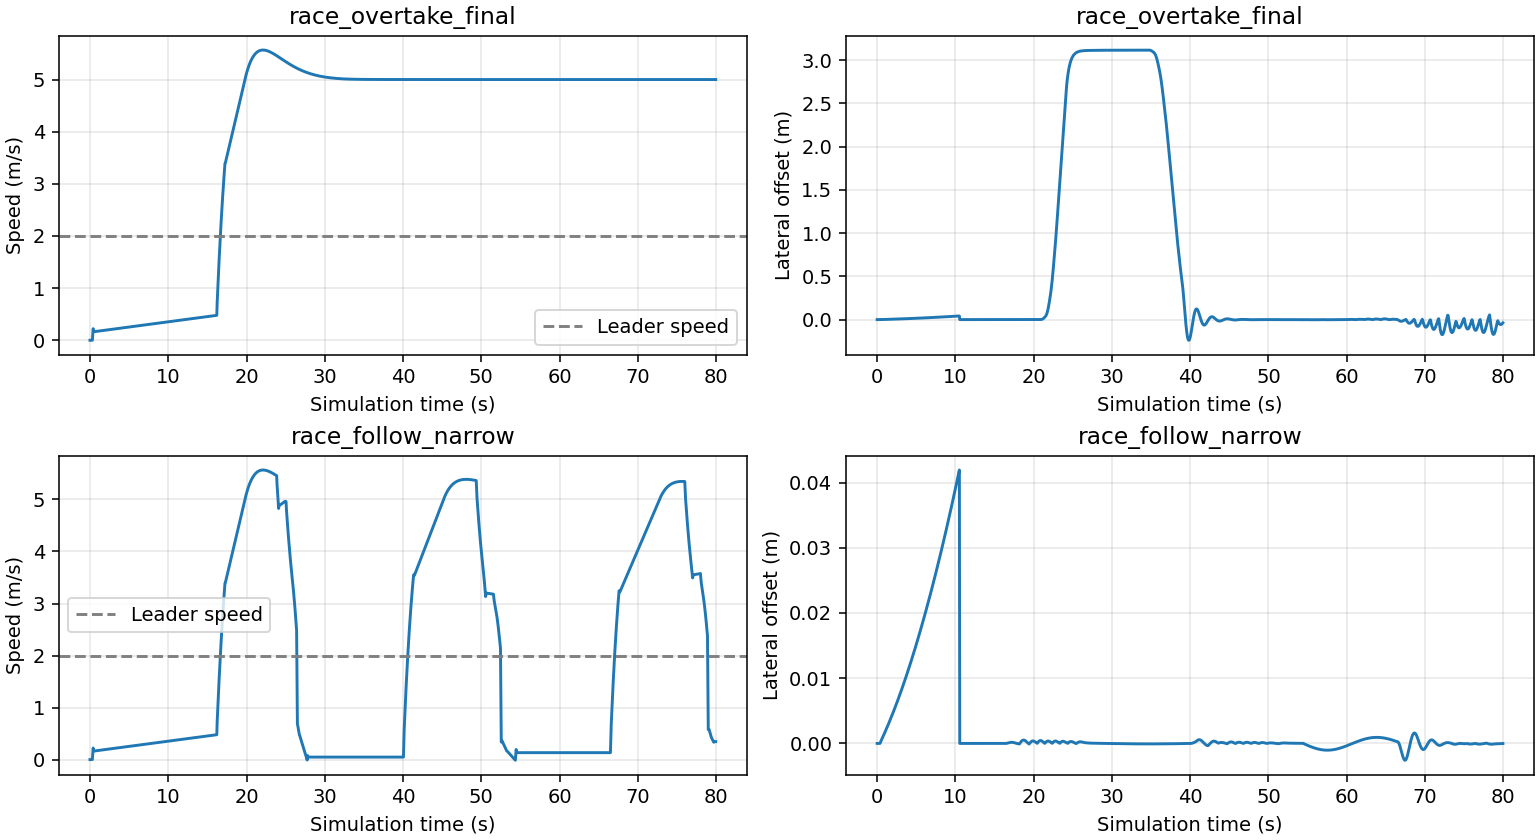 race_overtake_final
5
4
3
2
1
0
Speed (m/s)
Leader speed
0 10 20 30 40 50 60 70 80
Simulation time (s)
race_overtake_final
3.0
2.5
2.0
1.5
1.0
0.5
0.0
Lateral offset (m)
0 10 20 30 40 50 60 70 80
Simulation time (s)
race_follow_narrow
5
4
3
2
1
0
Speed (m/s)
Leader speed
0 10 20 30 40 50 60 70 80
Simulation time (s)
race_follow_narrow
0.04
0.03
0.02
0.01
0.00
Lateral offset (m)
0 10 20 30 40 50 60 70 80
Simulation time (s)